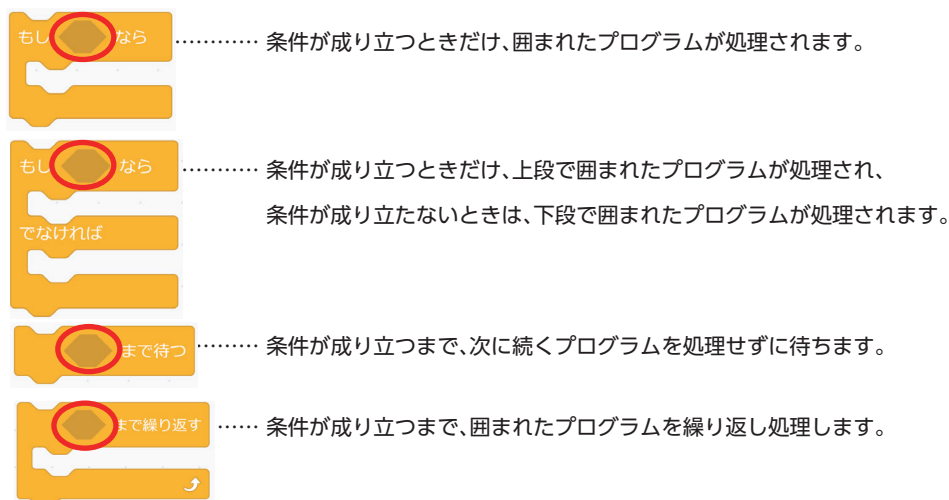 もし なら
………… 条件が成り立つときだけ、囲まれたプログラムが処理されます。
もし なら
でなければ
………… 条件が成り立つときだけ、上段で囲まれたプログラムが処理され、
条件が成り立たないときは、下段で囲まれたプログラムが処理されます。
まで待つ
……… 条件が成り立つまで、次に続くプログラムを処理せずに待ちます。
まで繰り返す
…… 条件が成り立つまで、囲まれたプログラムを繰り返し処理します。